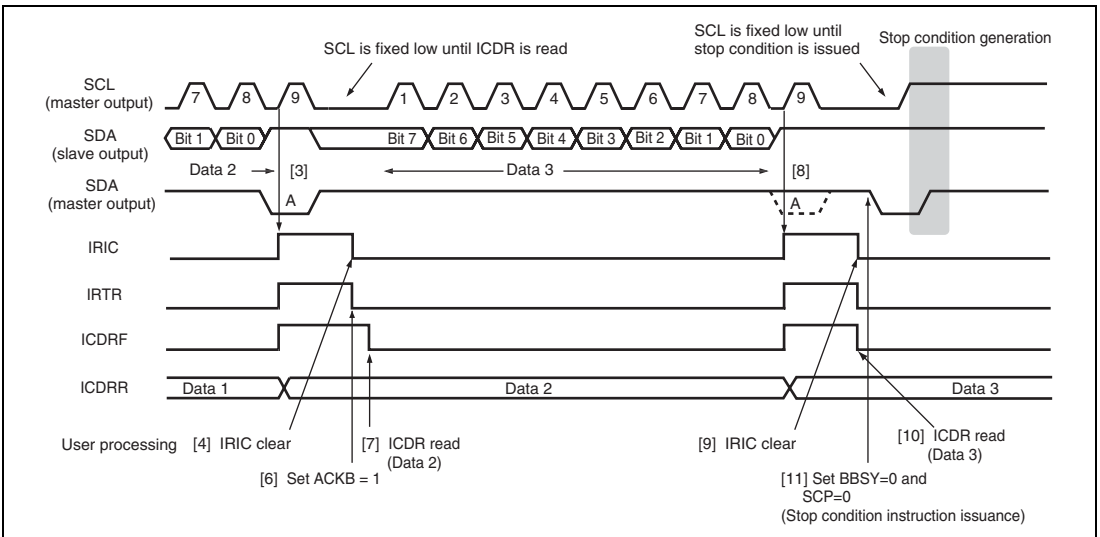 SCL is fixed low until ICDR is read
SCL is fixed low until
stop condition is issued
Stop condition generation
SCL
(master output)
7 8 9 1 2 3 4 5 6 7 8 9
SDA
(slave output)
Bit 1 Bit 0 Bit 7 Bit 6 Bit 5 Bit 4 Bit 3 Bit 2 Bit 1 Bit 0
Data 2 [3] Data 3 [8]
SDA
(master output)
A A
IRIC
IRTR
ICDRF
ICDRR
Data 1 Data 2 Data 3
User processing
[4] IRIC clear
[7] ICDR read
(Data 2)
[6] Set ACKB = 1
[9] IRIC clear
[10] ICDR read
(Data 3)
[11] Set BBSY=0 and
SCP=0
(Stop condition instruction issuance)